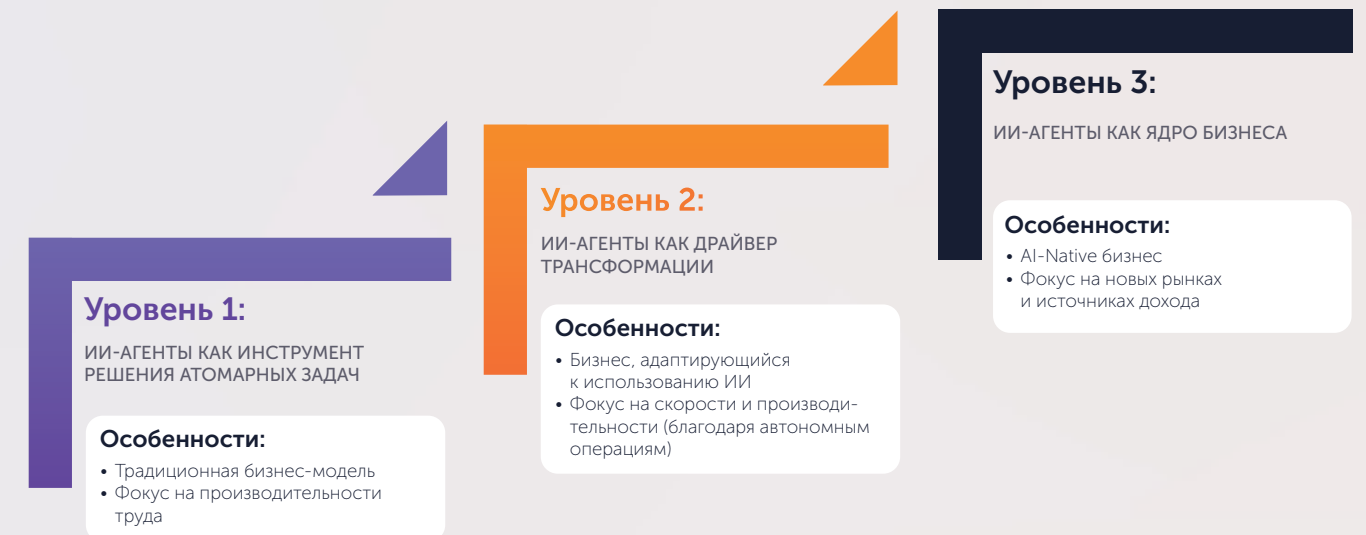 Уровень 1:
ИИ-АГЕНТЫ КАК ИНСТРУМЕНТ
РЕШЕНИЯ АТОМАРНЫХ ЗАДАЧ
Особенности:
• Традиционная бизнес-модель
• Фокус на производительности
труда
Уровень 2:
ИИ-АГЕНТЫ КАК ДРАЙВЕР
ТРАНСФОРМАЦИИ
Особенности:
• Бизнес, адаптирующийся
к использованию ИИ
• Фокус на скорости и производи-
тельности (благодаря автономным
операциям)
Уровень 3:
ИИ-АГЕНТЫ КАК ЯДРО БИЗНЕСА
Особенности:
• AI-Native бизнес
• Фокус на новых рынках
и источниках дохода